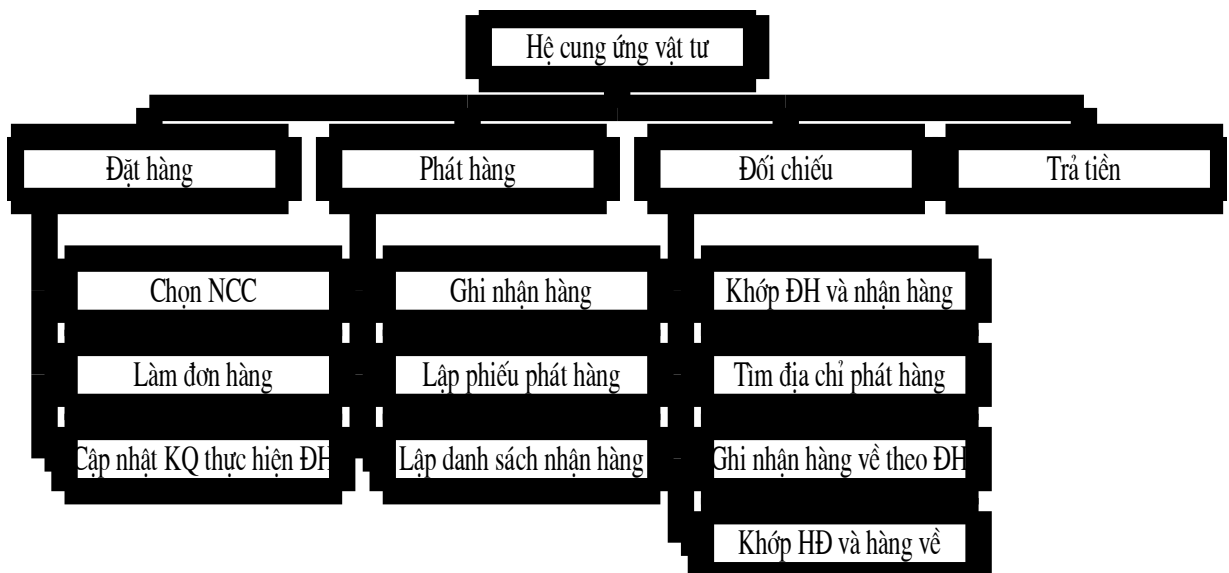 Hệ cung ứng vật tư
Đặt hàng
Phát hàng
Đối chiếu
Trả tiền
Chọn NCC
Ghi nhận hàng
Khớp ĐH và nhận hàng
Làm đơn hàng
Lập phiếu phát hàng
Tìm địa chỉ phát hàng
Cập nhật KQ thực hiện ĐH
Lập danh sách nhận hàng
Ghi nhận hàng về theo ĐH
Khớp HĐ và hàng về